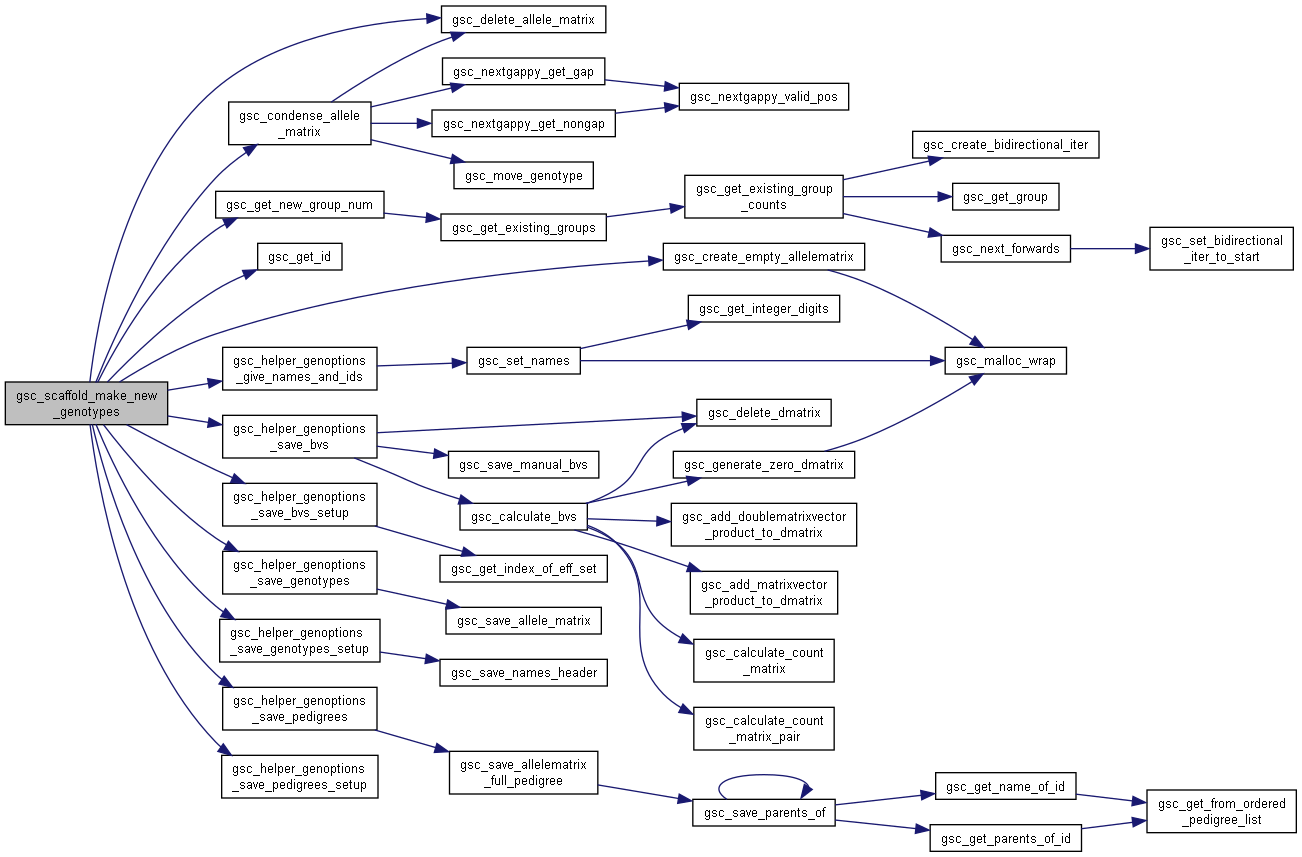 gsc_scaffold_make_new
_genotypes
gsc_delete_allele_matrix
gsc_condense_allele
_matrix
gsc_nextgappy_get_gap
gsc_nextgappy_get_nongap
gsc_nextgappy_valid_pos
gsc_move_genotype
gsc_get_new_group_num
gsc_get_existing_groups
gsc_get_existing_group
_counts
gsc_create_bidirectional_iter
gsc_get_group
gsc_next_forwards
gsc_set_bidirectional
_iter_to_start
gsc_get_id
gsc_create_empty_allelematrix
gsc_helper_genoptions
_give_names_and_ids
gsc_set_names
gsc_get_integer_digits
gsc_malloc_wrap
gsc_helper_genoptions
_save_bvs
gsc_delete_dmatrix
gsc_save_manual_bvs
gsc_calculate_bvs
gsc_generate_zero_dmatrix
gsc_add_doublematrixvector
_product_to_dmatrix
gsc_add_matrixvector
_product_to_dmatrix
gsc_calculate_count
_matrix
gsc_calculate_count
_matrix_pair
gsc_helper_genoptions
_save_bvs_setup
gsc_get_index_of_eff_set
gsc_helper_genoptions
_save_genotypes
gsc_save_allele_matrix
gsc_helper_genoptions
_save_genotypes_setup
gsc_save_names_header
gsc_helper_genoptions
_save_pedigrees
gsc_save_allelematrix
_full_pedigree
gsc_save_parents_of
gsc_get_name_of_id
gsc_get_parents_of_id
gsc_get_from_ordered
_pedigree_list
gsc_helper_genoptions
_save_pedigrees_setup